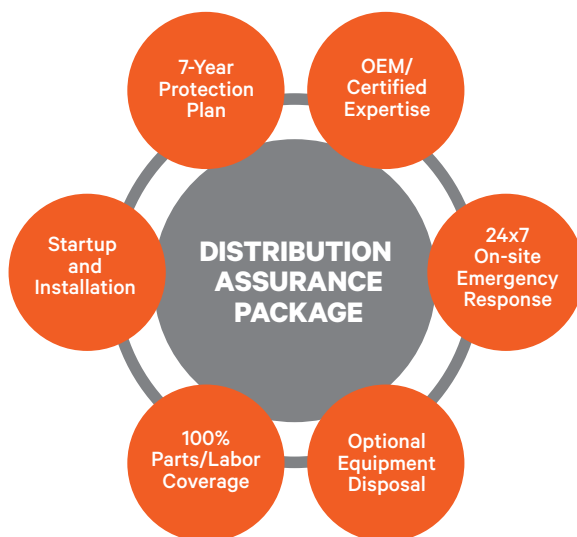 7-Year
Protection
Plan
OEM/
Certified
Expertise
Startup
and
Installation
DISTRIBUTION
ASSURANCE
PACKAGE
24x7
On-site
Emergency
Response
100%
Parts/Labor
Coverage
Optional
Equipment
Disposal